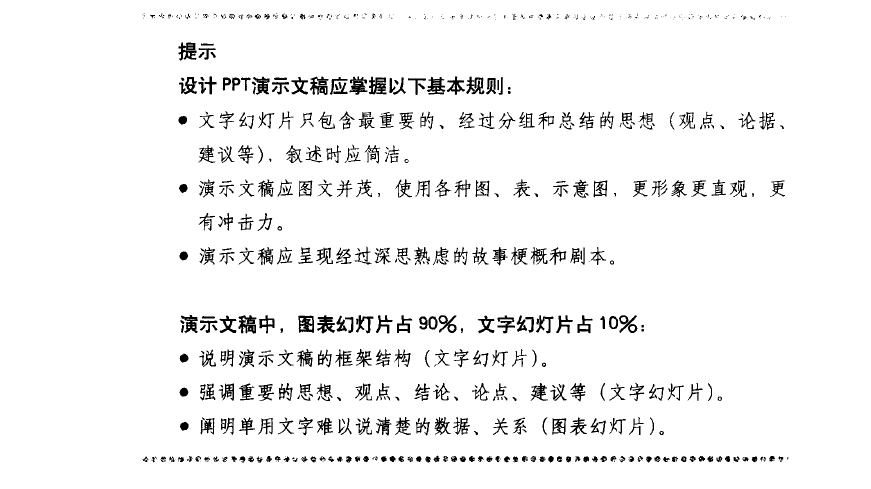 提示
设计 PPT演示文稿应掌握以下基本规则：
● 文字幻灯片只包含最重要的、经过分组和总结的思想（观点、论据、
建议等），叙述时应简洁。
● 演示文稿应图文并茂，使用各种图、表、示意图，更形象更直观，更
有冲击力。
● 演示文稿应呈现经过深思熟虑的故事梗概和剧本。
演示文稿中，图表幻灯片占 90%，文字幻灯片占 10%：
● 说明演示文稿的框架结构（文字幻灯片）。
● 强调重要的思想、观点、结论、论点、建议等（文字幻灯片）。
● 阐明单用文字难以说清楚的数据、关系（图表幻灯片）。